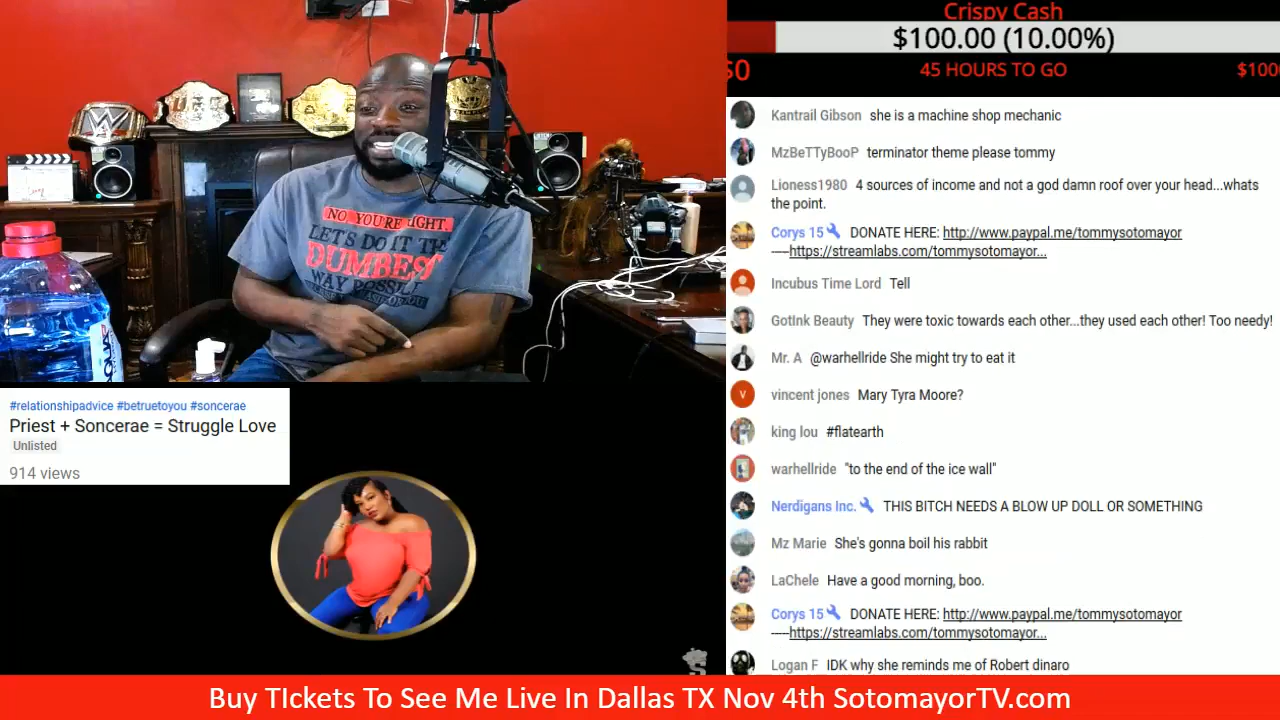 Crispy Cash
$100.00 (10.00%)
$0
45 HOURS TO GO
$100
Kantrail Gibson she is a machine shop mechanic
MzBeTTyBooP terminator theme please tommy
Lioness1980 4 sources of income and not a god damn roof over your head...whats
the point.
Corys 15 DONATE HERE: http://www.paypal.me/tommysotomayor
----https://streamlabs.com/tommysotomayor...
Incubus Time Lord Tell
GotInk Beauty They were toxic towards each other...they used each other! Too needy!
Mr. A @warhellride She might try to eat it
V
vincent jones Mary Tyra Moore?
king lou #flatearth
warhellride "to the end of the ice wall"
Nerdigans Inc. THIS BITCH NEEDS A BLOW UP DOLL OR SOMETHING
Mz Marie She's gonna boil his rabbit
LaChele Have a good morning, boo.
Corys 15 DONATE HERE: http://www.paypal.me/tommysotomayor
----https://streamlabs.com/tommysotomayor...
Logan F IDK why she reminds me of Robert dinaro
W
NO, YOU'RE RIGHT.
LET'S DO IT TH
DUMBEST
WAY POSSI
#relationshipadvice #betruetoyou #soncerae
Priest + Soncerae = Struggle Love
Unlisted
914 views
S
Buy TIckets To See Me Live In Dallas TX Nov 4th SotomayorTV.com